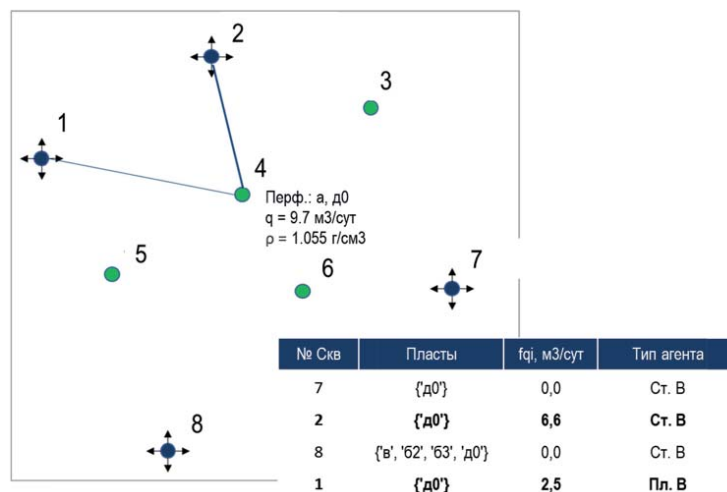 2
3
1
4
Перф.: а, д0
q = 9.7 м3/сут
ρ = 1.055 г/см3
5
6
7
№ Скв Пласты fqi, м3/сут Тип агента
7 {'д0'} 0,0 Ст. В
2 {'д0'} 6,6 Ст. В
8 {'в', 'б2', 'б3', 'д0'} 0,0 Ст. В
1 {'д0'} 2,5 Пл. В
8